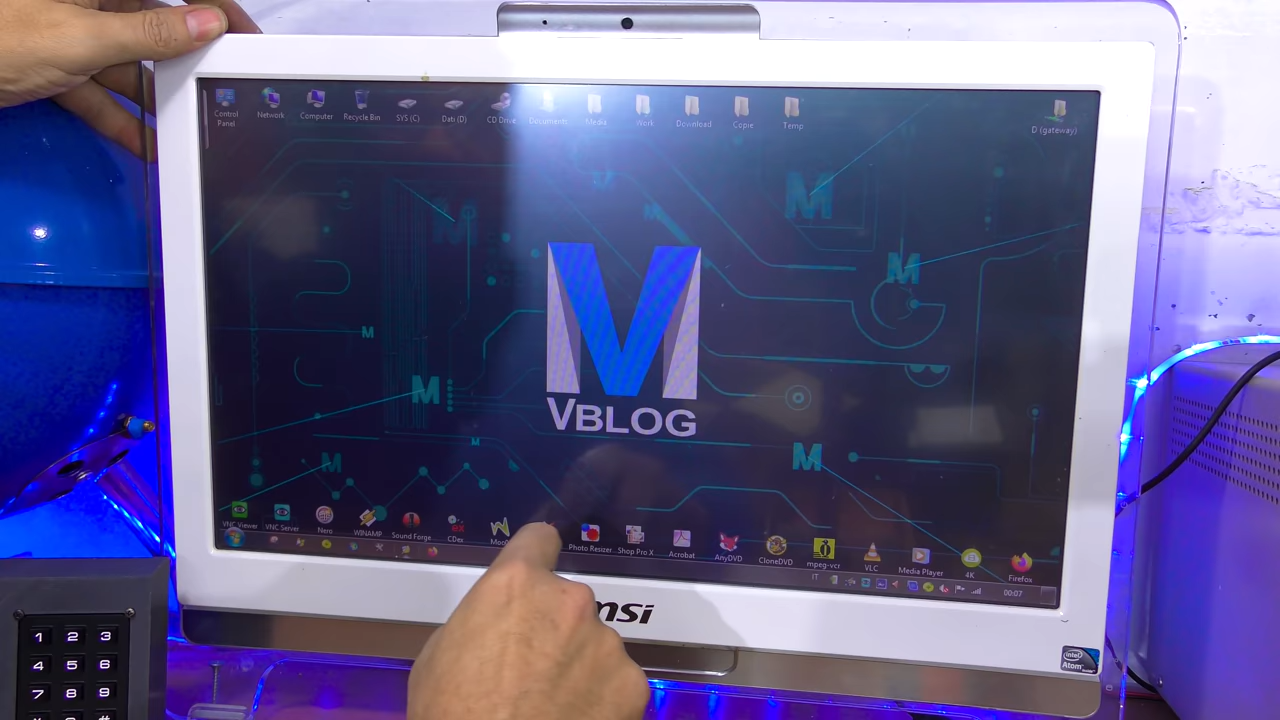 Control Panel
Network
Computer
Recycle Bin
SYS (C)
Dati (D)
CD Drive
Documents
Media
Work
Download
Copie
Temp
D (gateway)
M
M
M
M
M
M
M
M
M
VBLOG
VNC Viewer
VNC Server
Nero
WINAMP
Sound Forge
CDex
Photo Resizer
Shop Pro X
Acrobat
AnyDVD
CloneDVD
mpeg-vcr
VLC
Media Player
4K
Firefox
IT
00:07
msi
intel
Atom
1 2 3
4 5 6
7 8 9